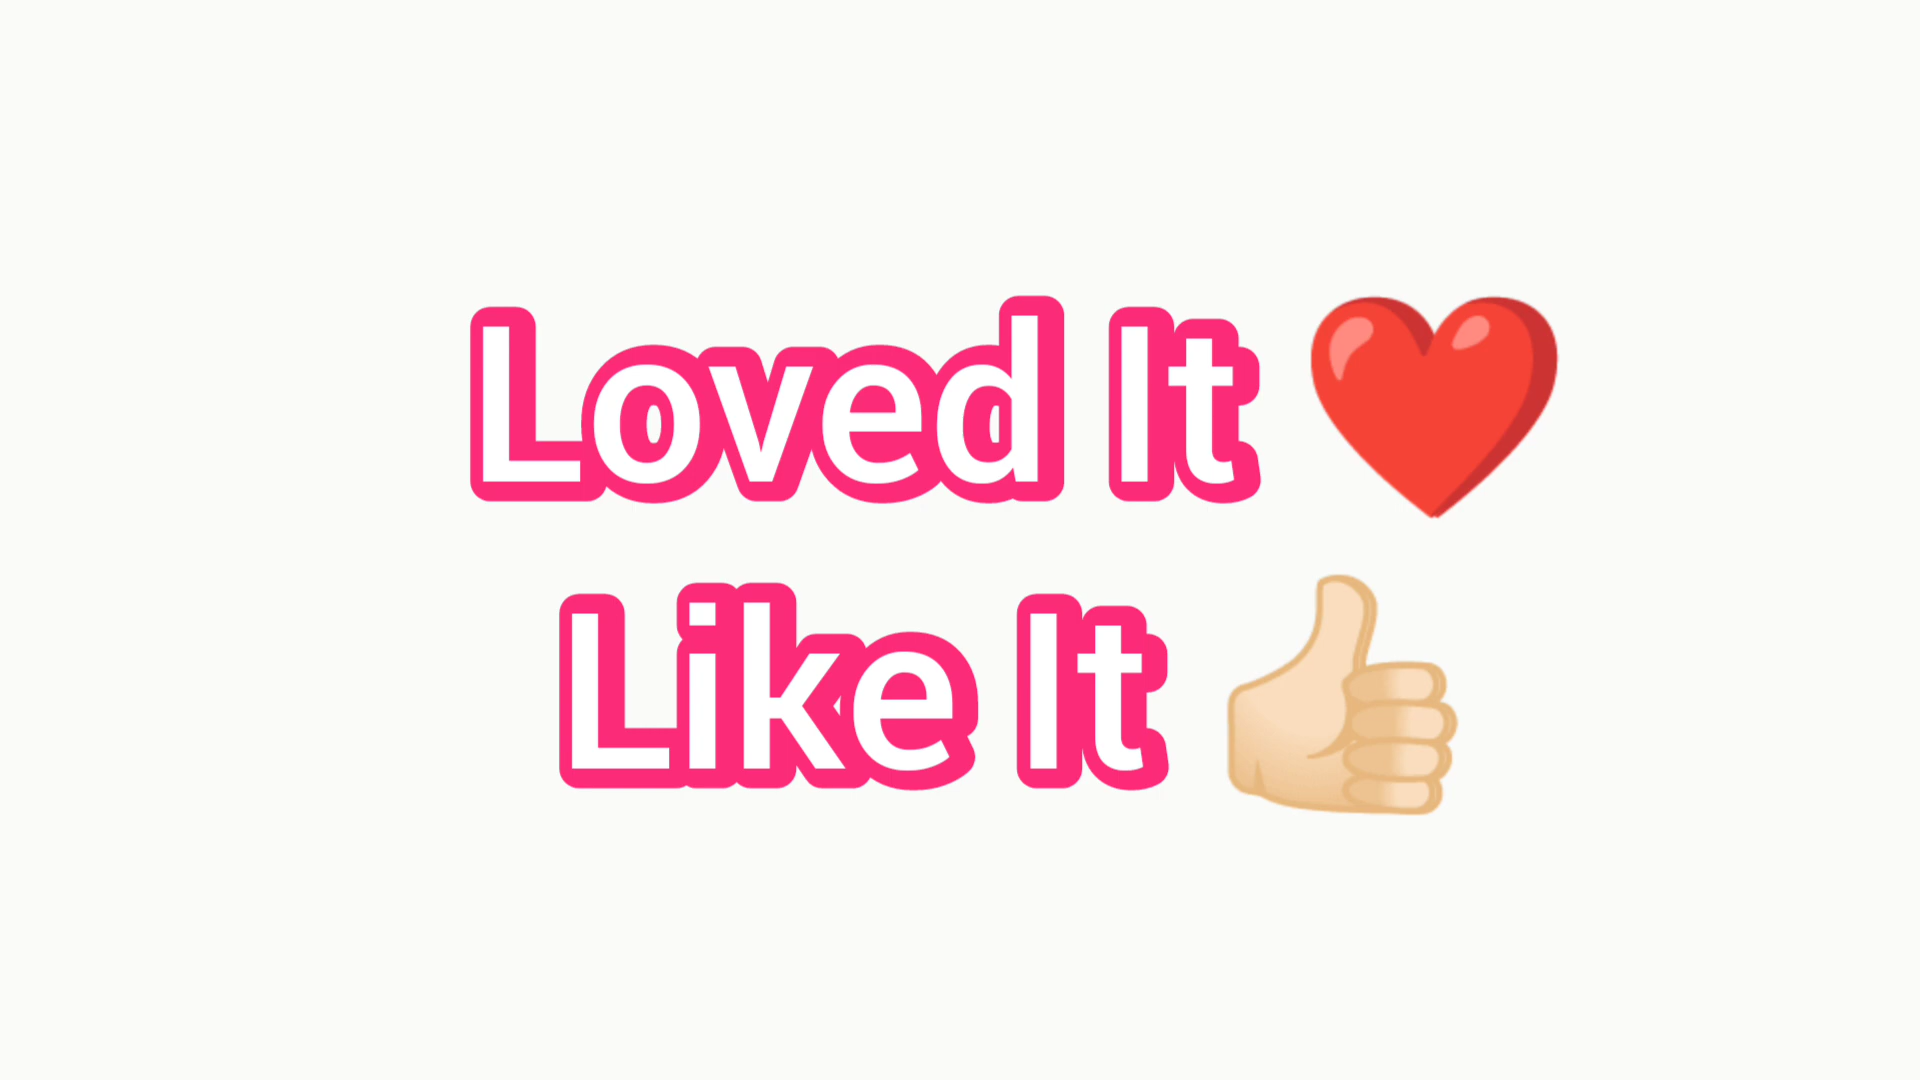 Loved It ❤️
Like It 👍🏻